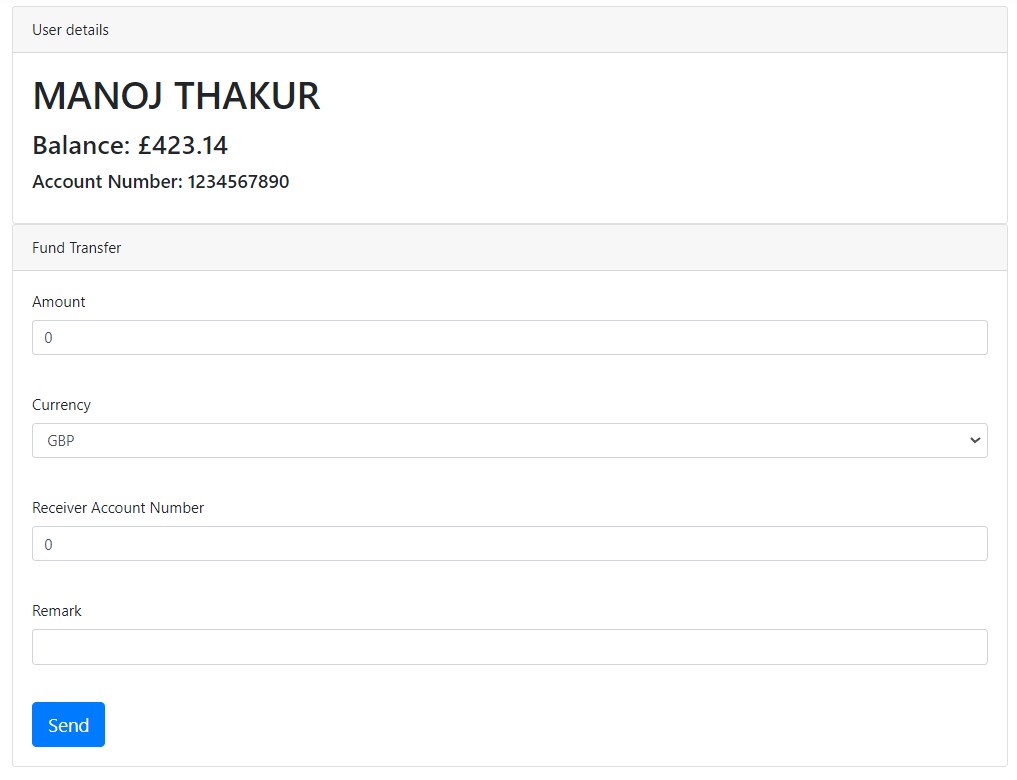 User details
MANOJ THAKUR
Balance: £423.14
Account Number: 1234567890
Fund Transfer
Amount
0
Currency
GBP
Receiver Account Number
0
Remark
Send